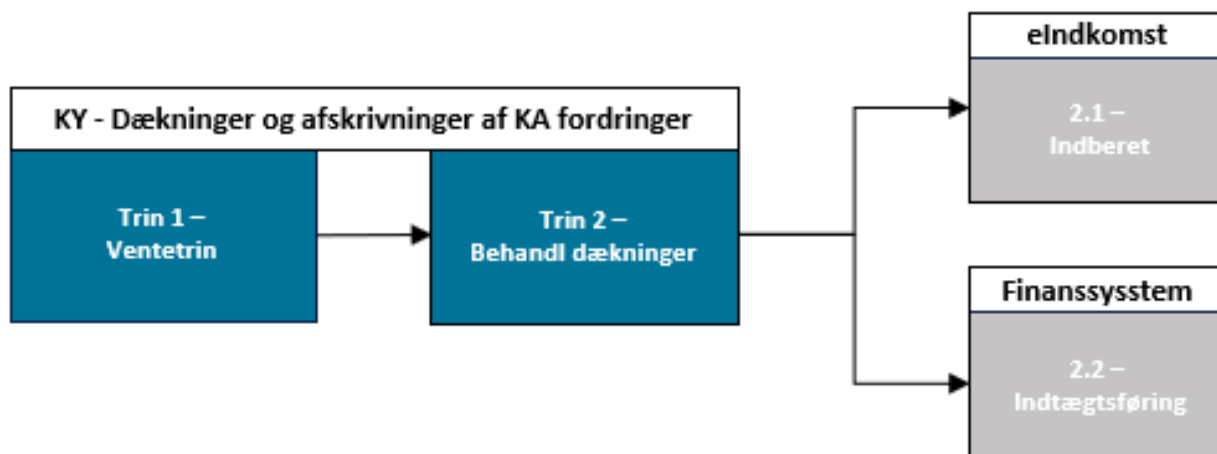 KY - Dækninger og afskrivninger af KA fordringer
Trin 1 –
Ventetrin
Trin 2 –
Behandl dækninger
eIndkomst
2.1 –
Indberet
Finanssysstem
2.2 –
Indtægtsføring